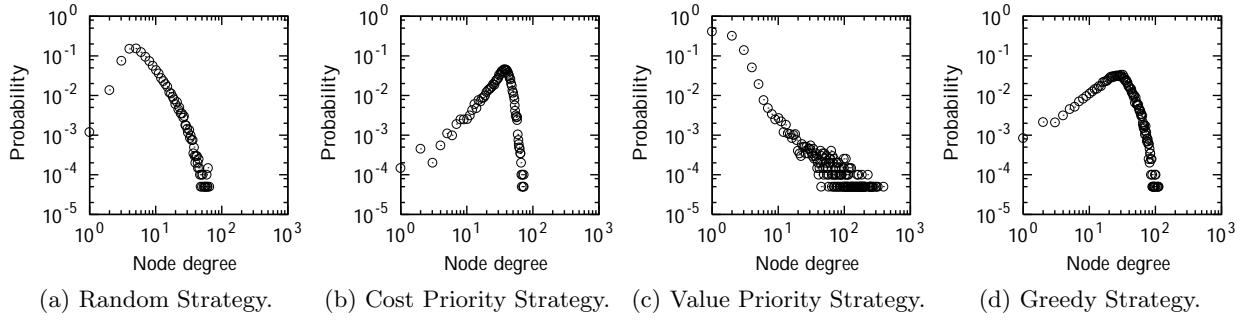 10^0
10^-1
10^-2
10^-3
10^-4
10^-5
Probability
10^0 10^1 10^2 10^3
Node degree
(a) Random Strategy.
10^0
10^-1
10^-2
10^-3
10^-4
10^-5
Probability
10^0 10^1 10^2 10^3
Node degree
(b) Cost Priority Strategy.
10^0
10^-1
10^-2
10^-3
10^-4
10^-5
Probability
10^0 10^1 10^2 10^3
Node degree
(c) Value Priority Strategy.
10^0
10^-1
10^-2
10^-3
10^-4
10^-5
Probability
10^0 10^1 10^2 10^3
Node degree
(d) Greedy Strategy.